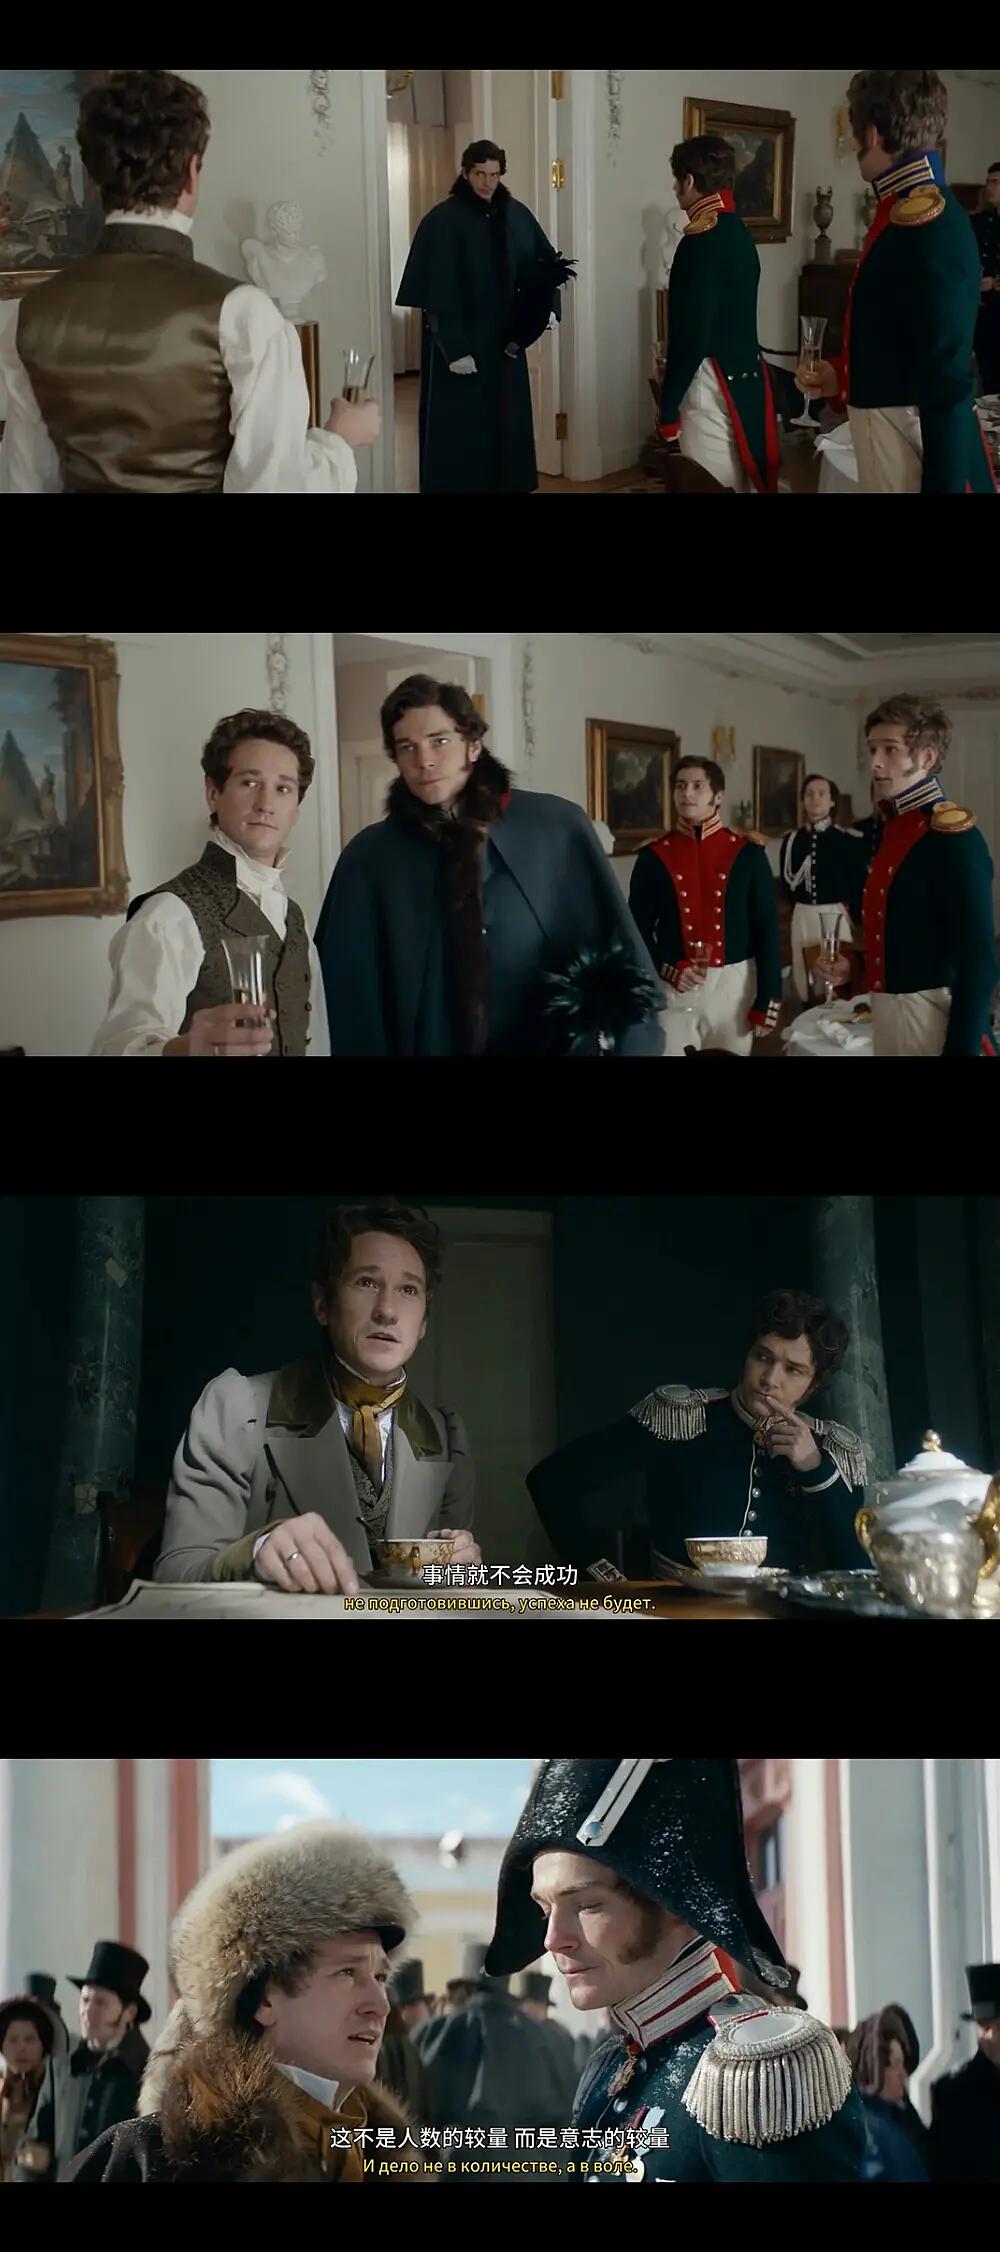 事情就不会成功
не подготовившись, успеха не будет.
这不是人数的较量 而是意志的较量
И дело не в количестве, а в воле.